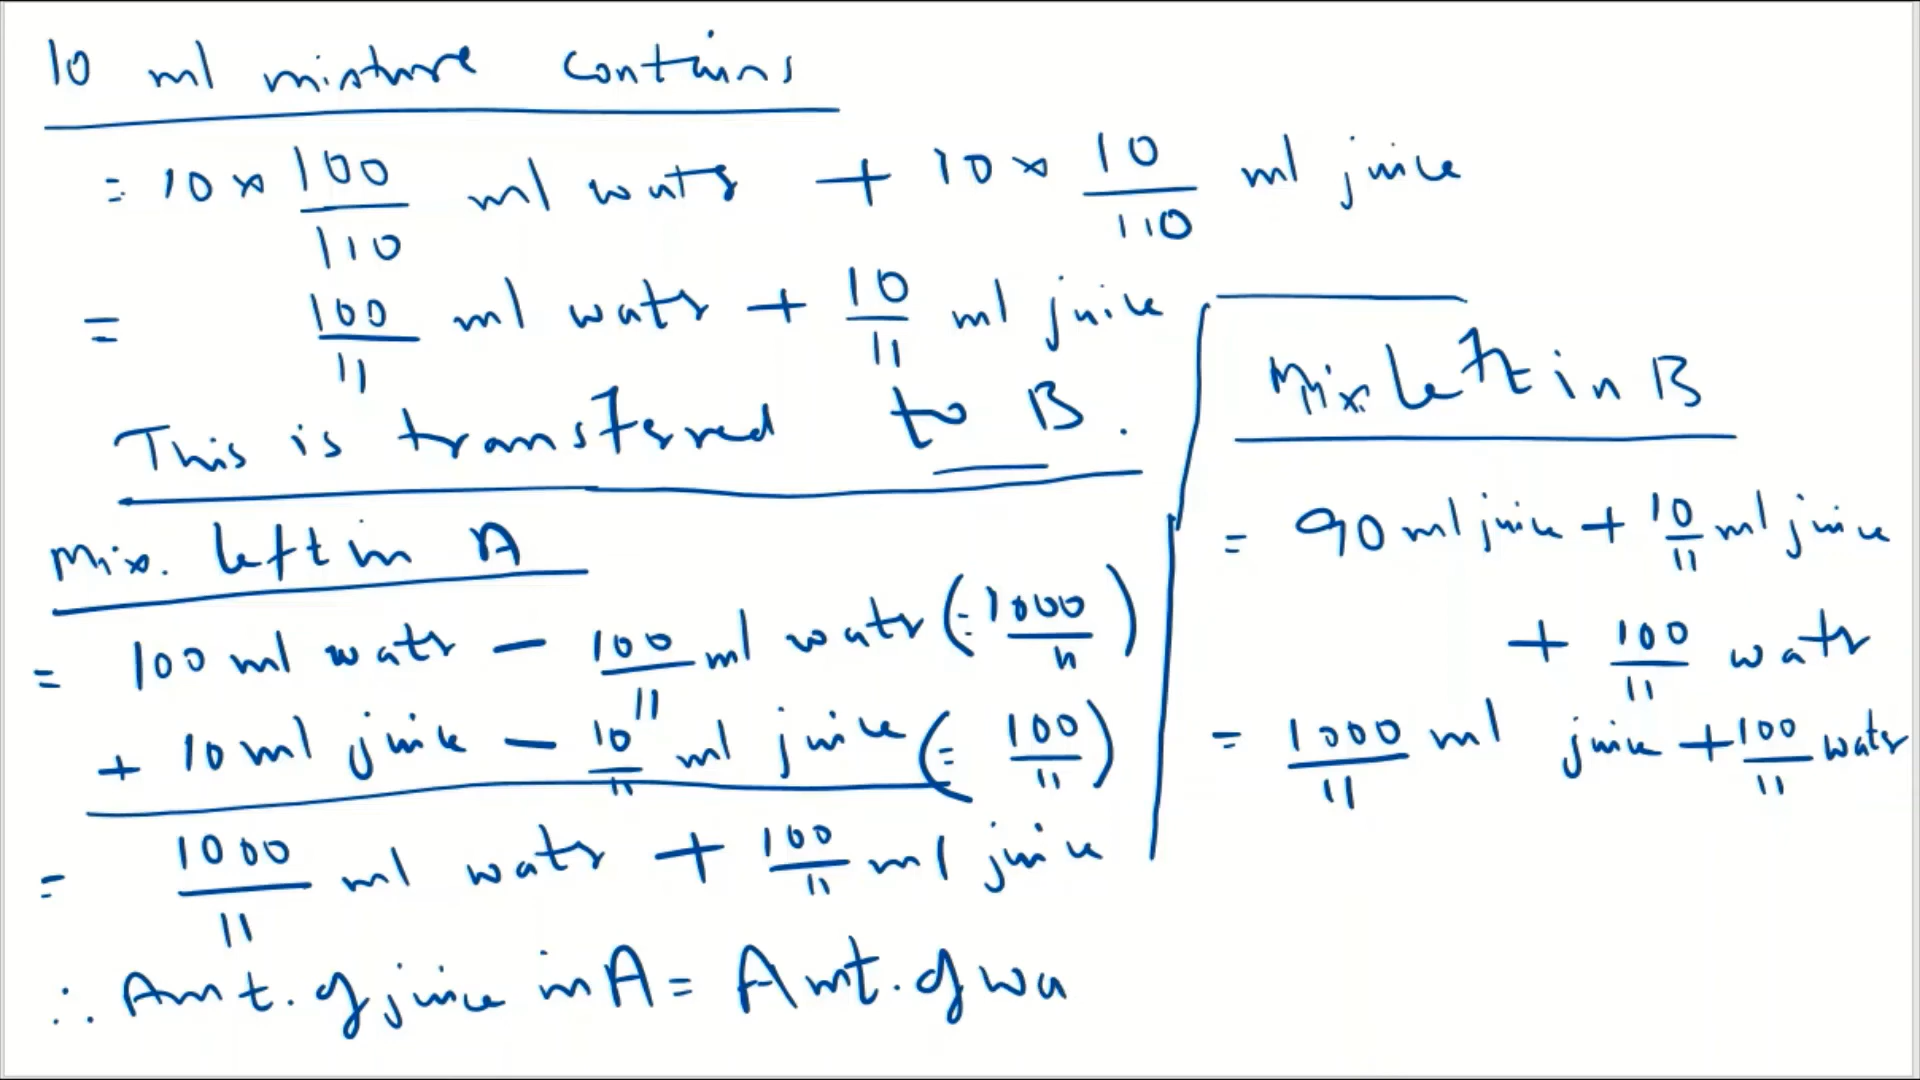 10 ml mixture contains
= 10 × 100/110 ml water + 10 × 10/110 ml juice
= 100/11 ml water + 10/11 ml juice
This is transferred to B.
Mix. left in A
= 100 ml water - 100/11 ml water (= 1000/11)
+ 10 ml juice - 10/11 ml juice (= 100/11)
= 1000/11 ml water + 100/11 ml juice
∴ Amt. of juice in A = Amt. of wa
Mix. left in B
= 90 ml juice + 10/11 ml juice
+ 100/11 water
= 1000/11 ml juice + 100/11 water